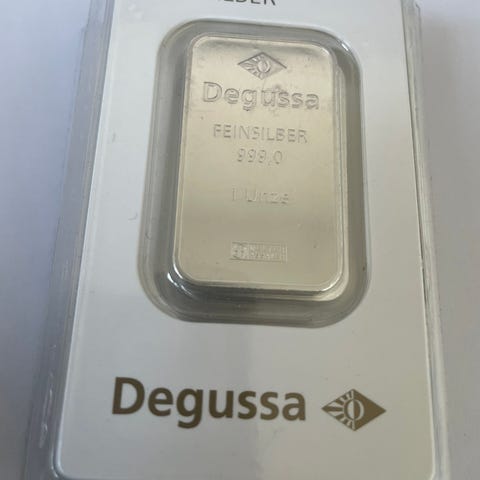 Degussa
FEINSILBER
999,0
1 Unze
Degussa